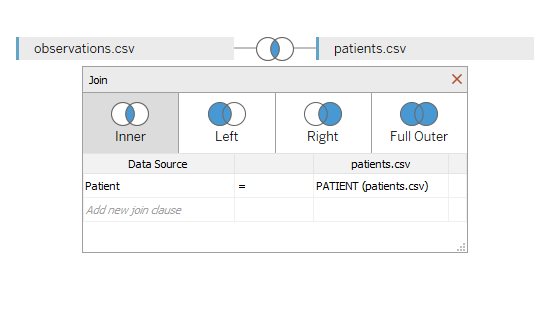 observations.csv patients.csv
Join
Inner Left Right Full Outer
Data Source patients.csv
Patient = PATIENT (patients.csv)
Add new join clause